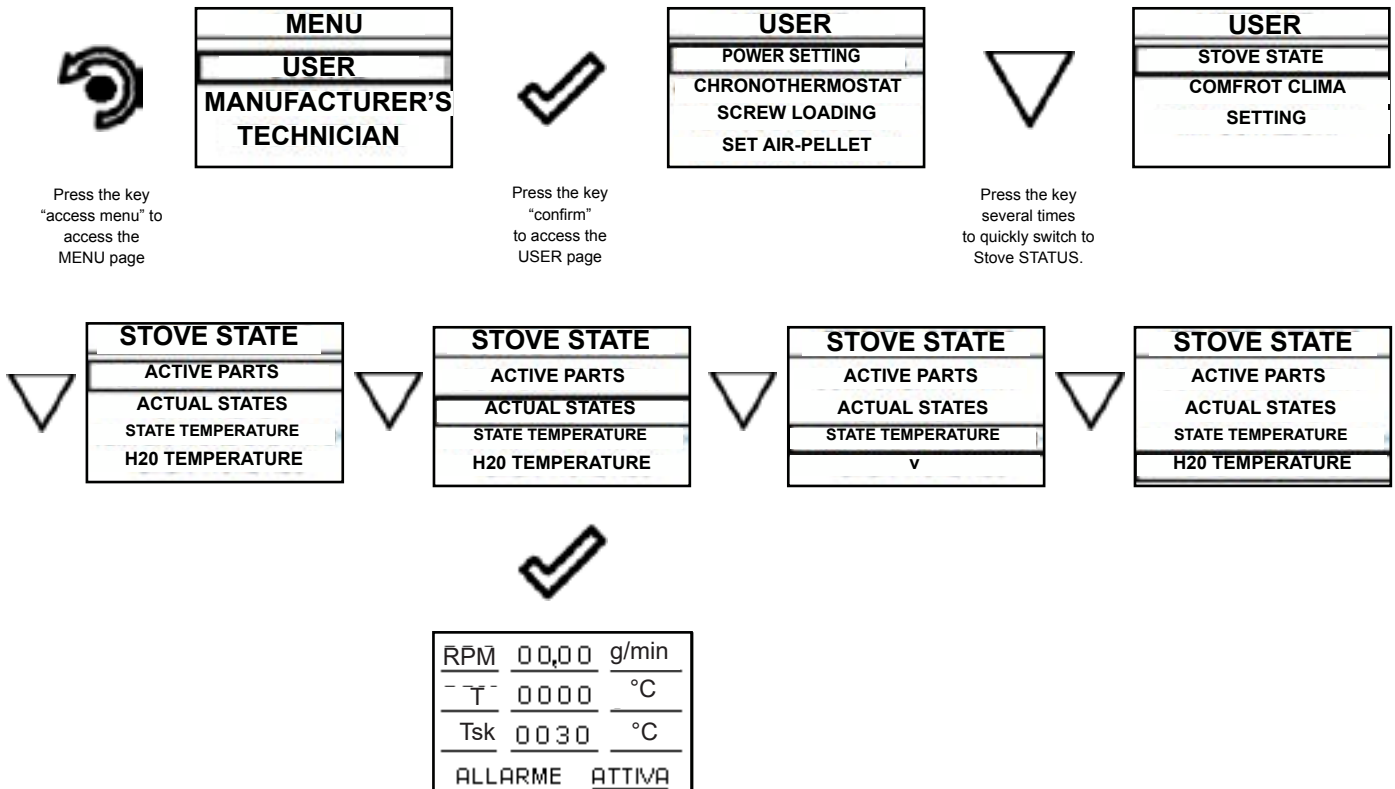 MENU
USER
MANUFACTURER'S
TECHNICIAN
Press the key
“access menu” to
access the
MENU page
USER
POWER SETTING
CHRONOTHERMOSTAT
SCREW LOADING
SET AIR-PELLET
Press the key
“confirm”
to access the
USER page
USER
STOVE STATE
COMFROT CLIMA
SETTING
Press the key
several times
to quickly switch to
Stove STATUS.
STOVE STATE
ACTIVE PARTS
ACTUAL STATES
STATE TEMPERATURE
H20 TEMPERATURE
STOVE STATE
ACTIVE PARTS
ACTUAL STATES
STATE TEMPERATURE
H20 TEMPERATURE
STOVE STATE
ACTIVE PARTS
ACTUAL STATES
STATE TEMPERATURE
v
STOVE STATE
ACTIVE PARTS
ACTUAL STATES
STATE TEMPERATURE
H20 TEMPERATURE
RPM 00,00 g/min
T 0000 °C
Tsk 0030 °C
ALLARME ATTIVA